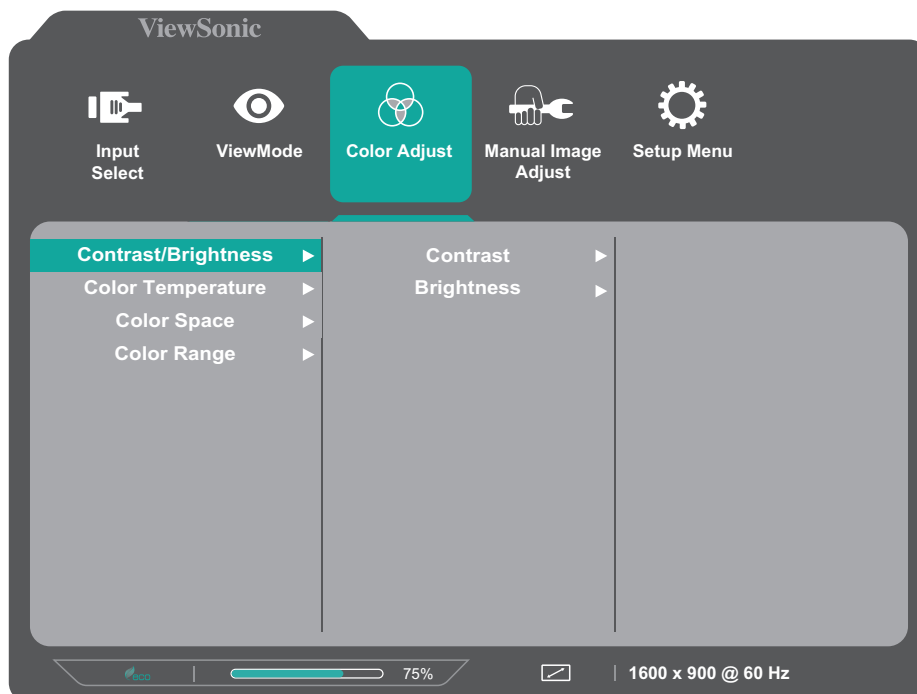 ViewSonic
Input
Select
ViewMode
Color Adjust
Manual Image
Adjust
Setup Menu
Contrast/Brightness
Color Temperature
Color Space
Color Range
Contrast
Brightness
eco
75%
1600 x 900 @ 60 Hz